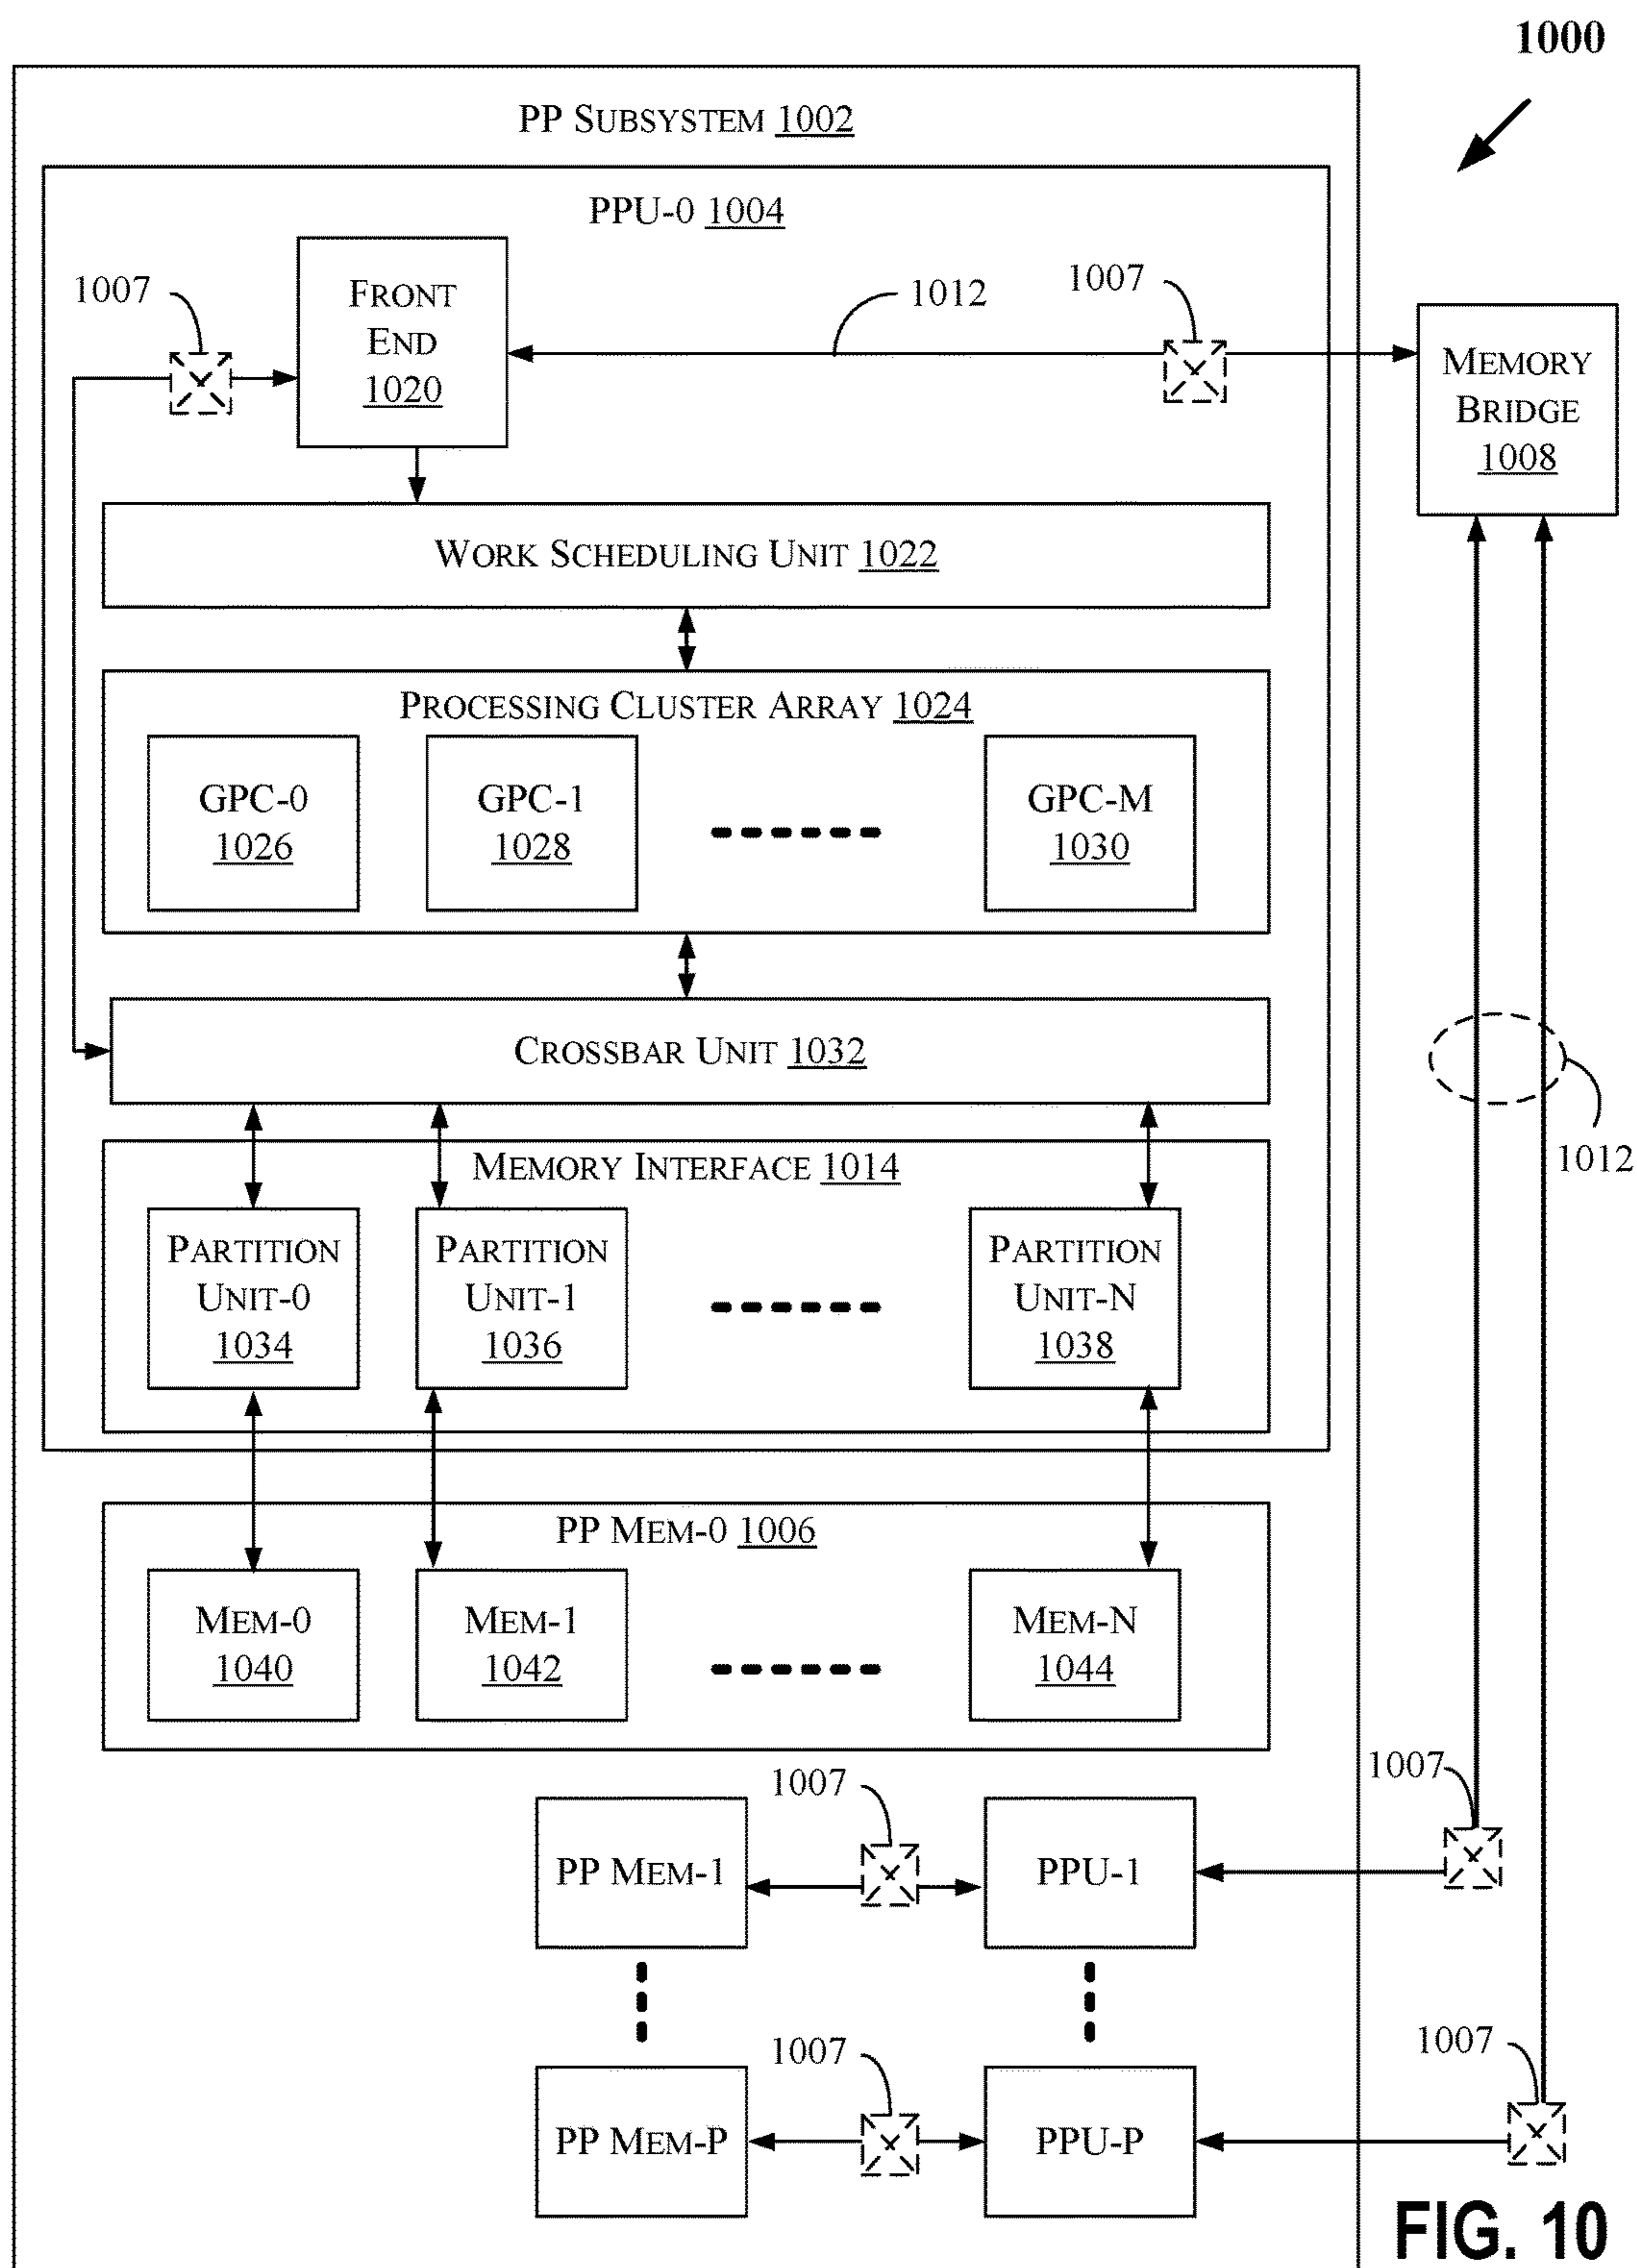 1000
PP SUBSYSTEM 1002
PPU-0 1004
1007
FRONT
END
1020
1012
1007
MEMORY
BRIDGE
1008
WORK SCHEDULING UNIT 1022
PROCESSING CLUSTER ARRAY 1024
GPC-0
1026
GPC-1
1028
GPC-M
1030
CROSSBAR UNIT 1032
1012
MEMORY INTERFACE 1014
PARTITION
UNIT-0
1034
PARTITION
UNIT-1
1036
PARTITION
UNIT-N
1038
PP MEM-0 1006
MEM-0
1040
MEM-1
1042
MEM-N
1044
1007
1007
PP MEM-1
PPU-1
1007
1007
PP MEM-P
PPU-P
FIG. 10